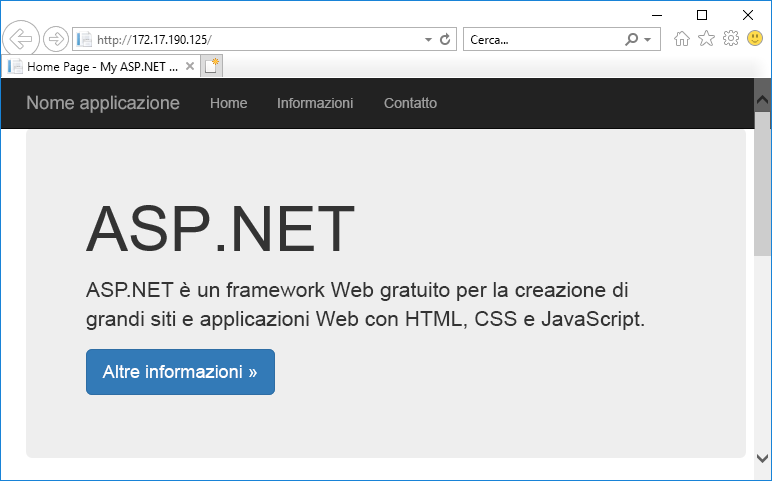 http://172.17.190.125/
Cerca...
Home Page - My ASP.NET ...
Nome applicazione
Home
Informazioni
Contatto
ASP.NET
ASP.NET è un framework Web gratuito per la creazione di
grandi siti e applicazioni Web con HTML, CSS e JavaScript.
Altre informazioni »